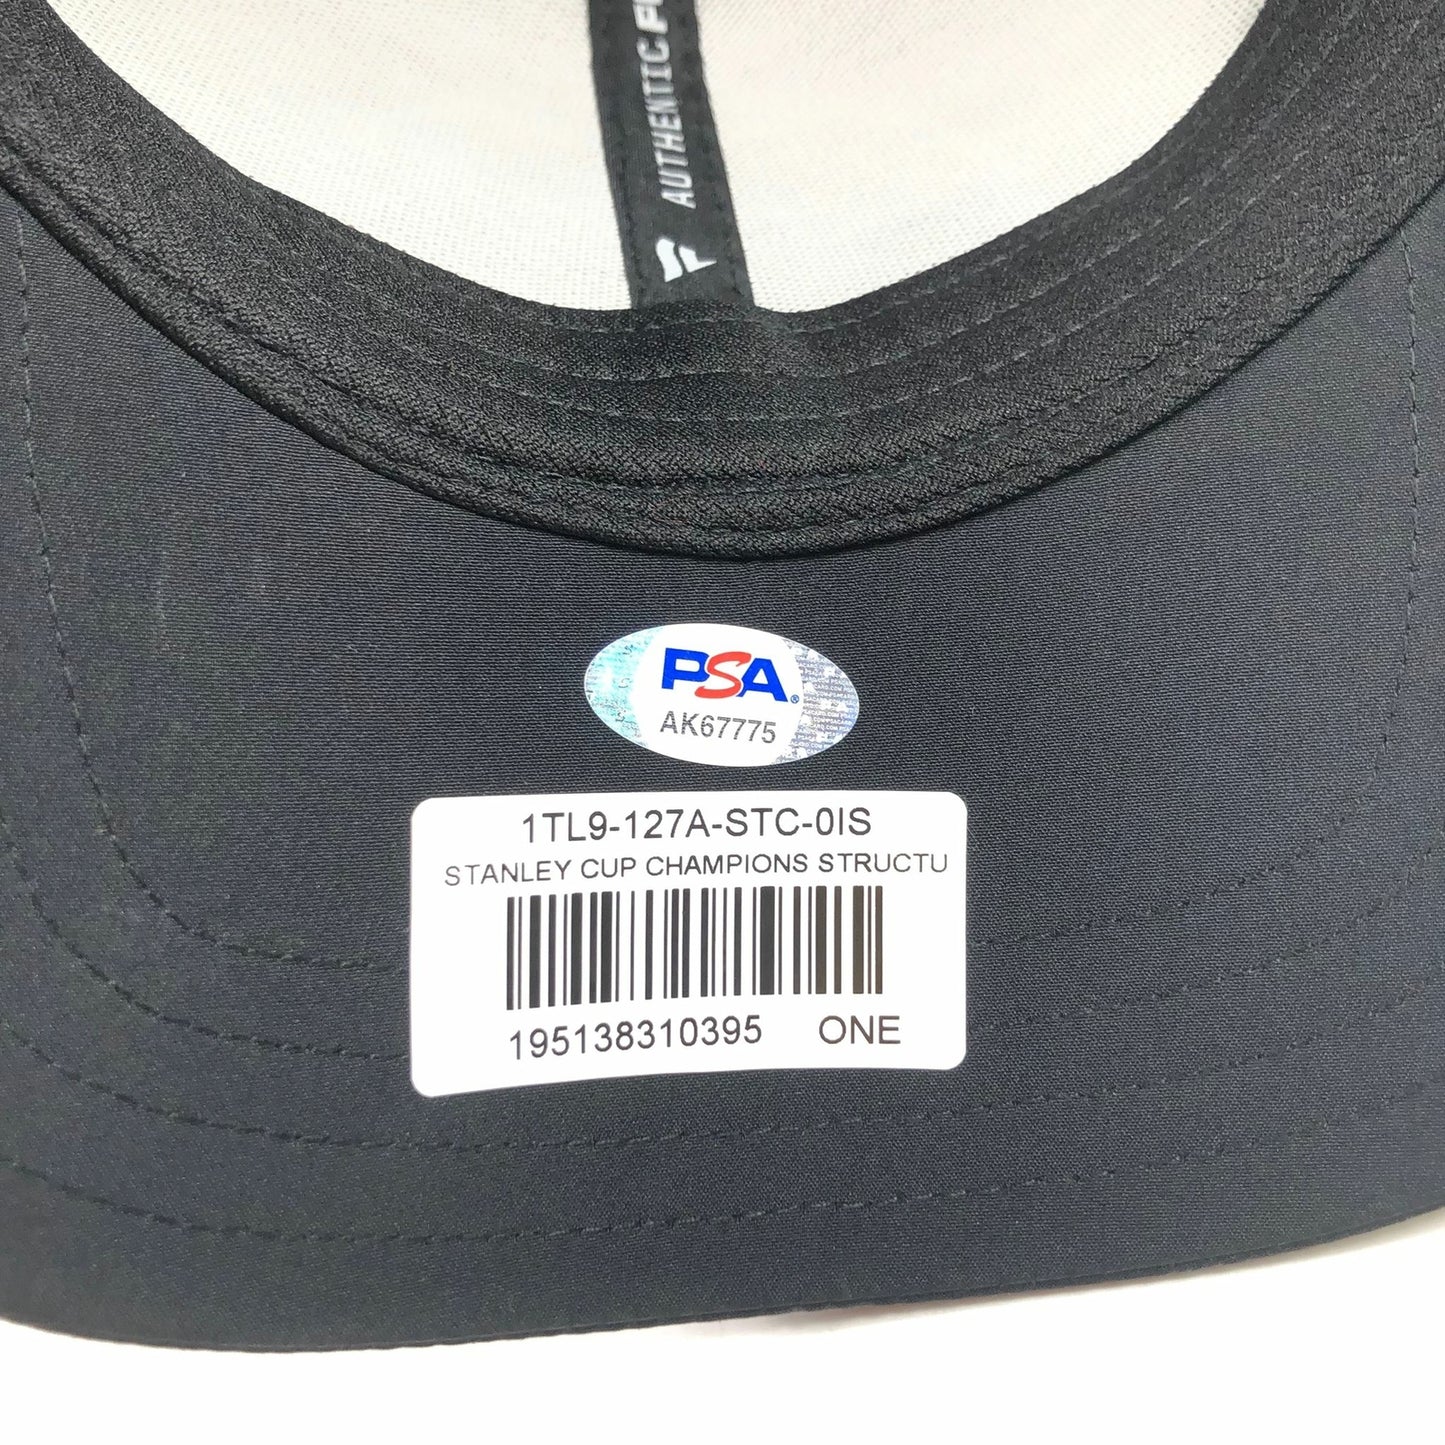 AUTHENTIC
PSA®
AK67775
1TL9-127A-STC-0IS
STANLEY CUP CHAMPIONS STRUCTU
195138310395 ONE